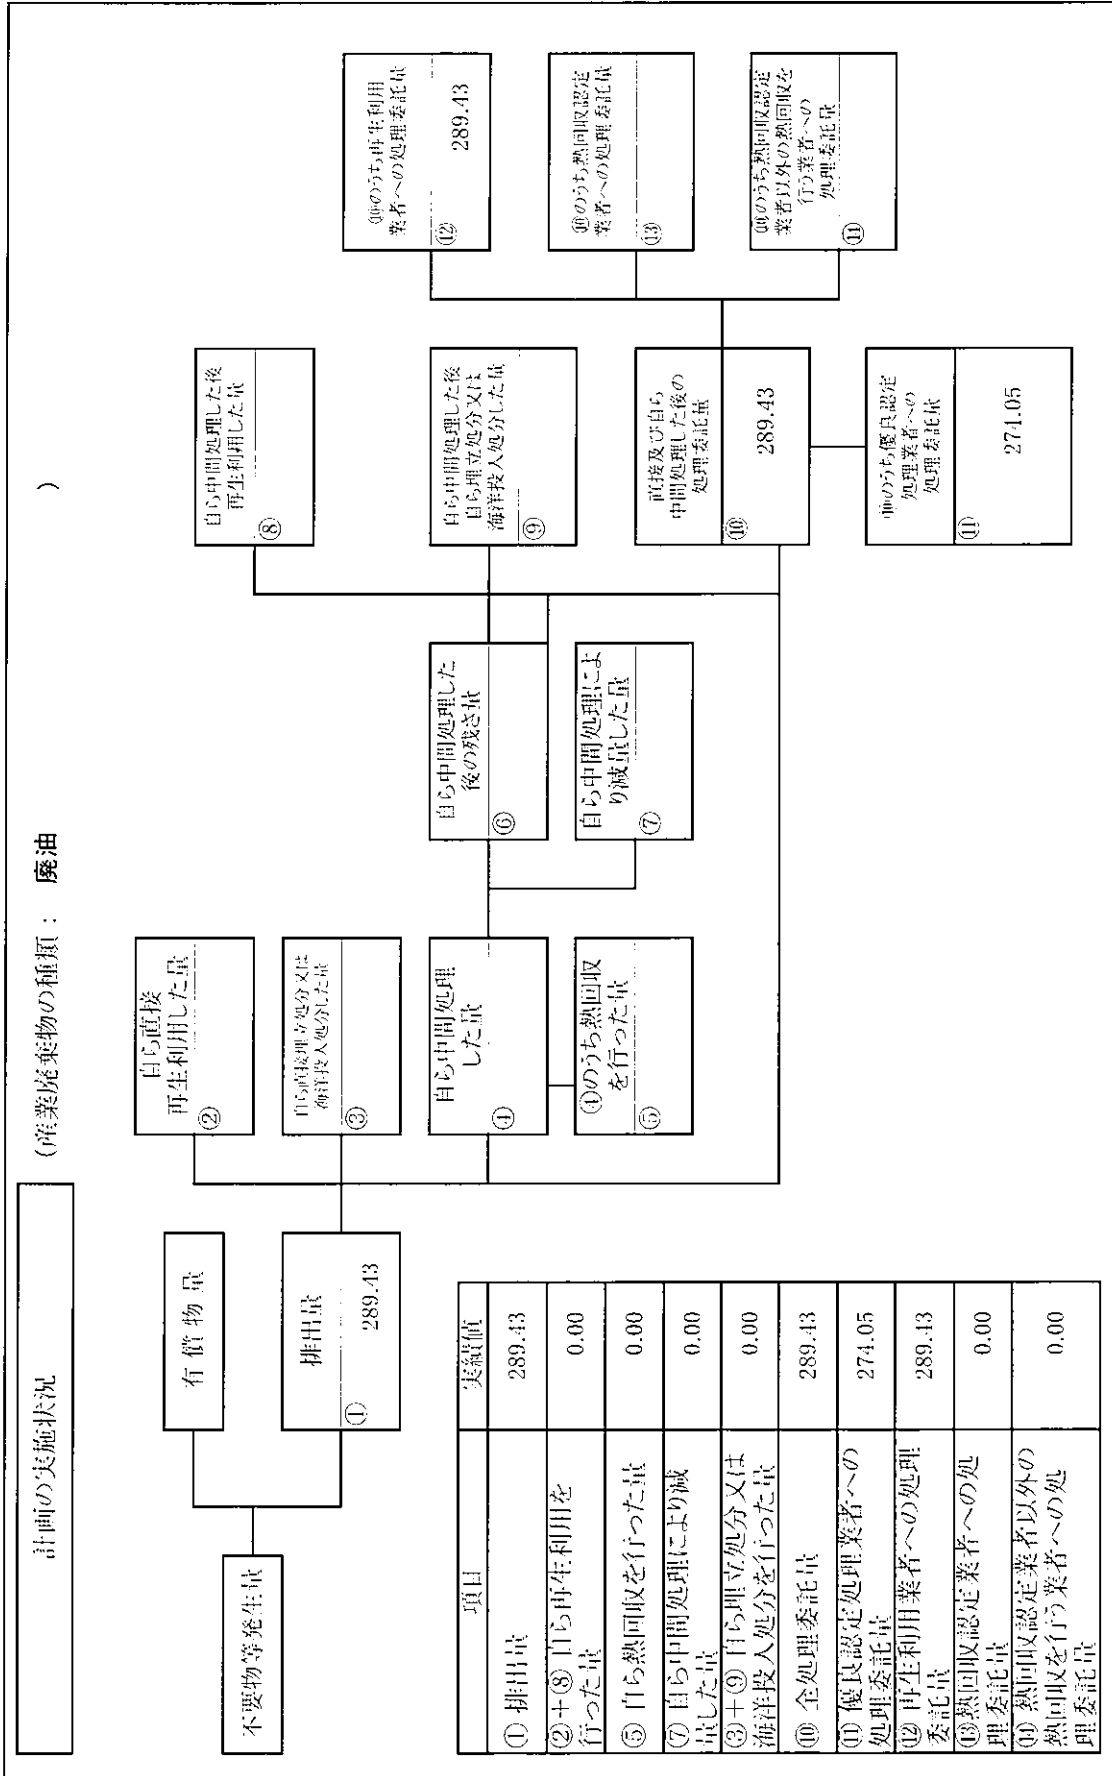 計画の実施状況
(産業廃棄物の種類： 廃油 )
不要物等発生量
有 償 物 量
排出量
①
289.43
自ら直接
再生利用した量
②
自ら直接埋立処分又は
海洋投入処分した量
③
自ら中間処理
した量
④
④のうち熱回収
を行った量
⑤
自ら中間処理した
後の残さ量
⑥
自ら中間処理によ
り減量した量
⑦
自ら中間処理した後
再生利用した量
⑧
自ら中間処理した後
自ら埋立処分又は
海洋投入処分した量
⑨
直接及び自ら
中間処理した後の
処理委託量
⑩
289.43
⑩のうち優良認定
処理業者への
処理委託量
⑪
274.05
⑩のうち再生利用
業者への処理委託量
⑫
289.43
⑩のうち熱回収認定
業者への処理委託量
⑬
⑩のうち熱回収認定
業者以外の熱回収を
行う業者への
処理委託量
⑭
項目 実績値
① 排出量 289.43
②＋⑧ 自ら再生利用を
行った量 0.00
⑤ 自ら熱回収を行った量 0.00
⑦ 自ら中間処理により減
量した量 0.00
③＋⑨ 自ら埋立処分又は
海洋投入処分を行った量 0.00
⑩ 全処理委託量 289.43
⑪ 優良認定処理業者への
処理委託量 274.05
⑫ 再生利用業者への処理
委託量 289.43
⑬熱回収認定業者への処
理委託量 0.00
⑭ 熱回収認定業者以外の
熱回収を行う業者への処
理委託量 0.00